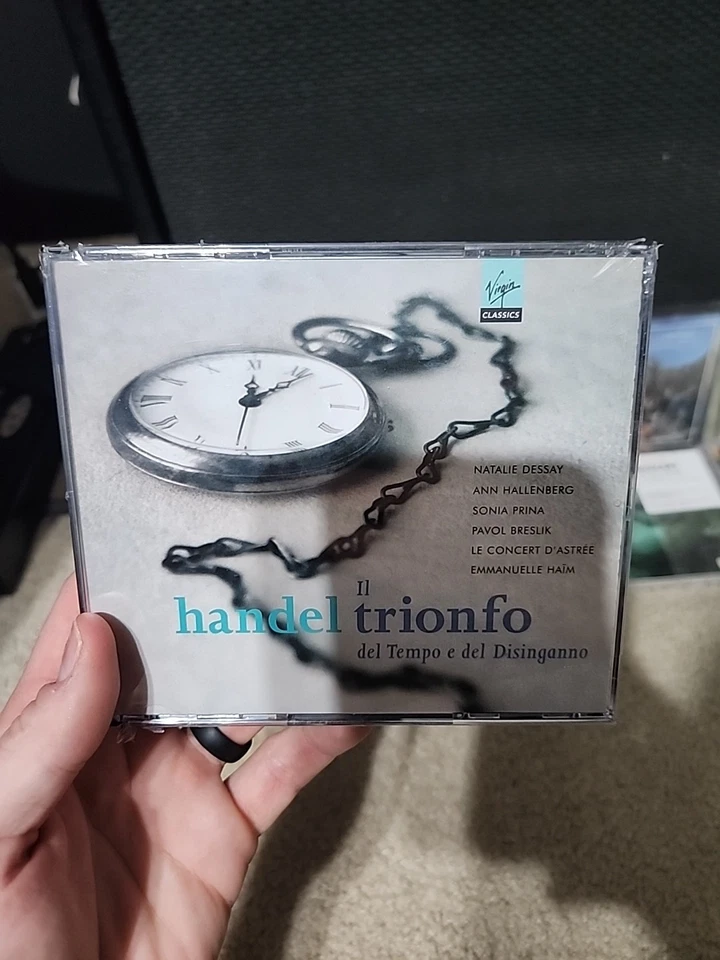 Virgin
CLASSICS
NATALIE DESSAY
ANN HALLENBERG
SONIA PRINA
PAVOL BRESLIK
LE CONCERT D'ASTRÉE
EMMANUELLE HAÏM
Il
handel trionfo
del Tempo e del Disinganno